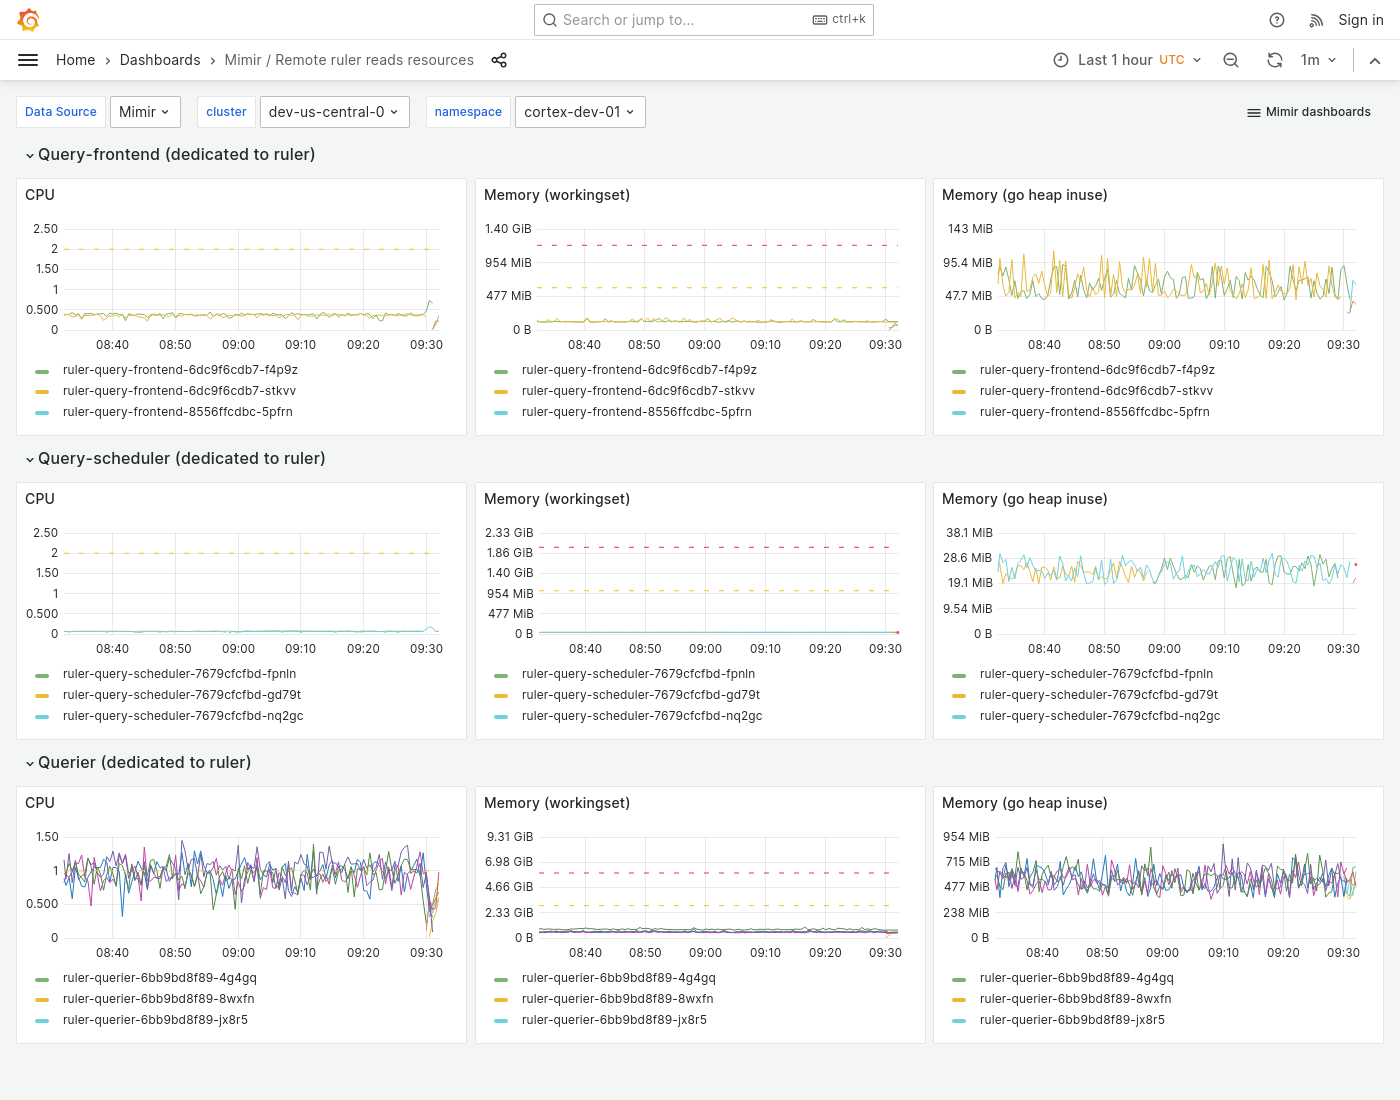 Search or jump to... ctrl+k Sign in
Home Dashboards Mimir / Remote ruler reads resources Last 1 hour UTC 1m
Data Source Mimir cluster dev-us-central-0 namespace cortex-dev-01 Mimir dashboards
Query-frontend (dedicated to ruler)
CPU
2.50
2
1.50
1
0.500
0
08:40 08:50 09:00 09:10 09:20 09:30
ruler-query-frontend-6dc9f6cdb7-f4p9z
ruler-query-frontend-6dc9f6cdb7-stkvv
ruler-query-frontend-8556ffcdbc-5pfrn
Memory (workingset)
1.40 GiB
954 MiB
477 MiB
0 B
08:40 08:50 09:00 09:10 09:20 09:30
ruler-query-frontend-6dc9f6cdb7-f4p9z
ruler-query-frontend-6dc9f6cdb7-stkvv
ruler-query-frontend-8556ffcdbc-5pfrn
Memory (go heap inuse)
143 MiB
95.4 MiB
47.7 MiB
0 B
08:40 08:50 09:00 09:10 09:20 09:30
ruler-query-frontend-6dc9f6cdb7-f4p9z
ruler-query-frontend-6dc9f6cdb7-stkvv
ruler-query-frontend-8556ffcdbc-5pfrn
Query-scheduler (dedicated to ruler)
CPU
2.50
2
1.50
1
0.500
0
08:40 08:50 09:00 09:10 09:20 09:30
ruler-query-scheduler-7679cfcfbd-fpnln
ruler-query-scheduler-7679cfcfbd-gd79t
ruler-query-scheduler-7679cfcfbd-nq2gc
Memory (workingset)
2.33 GiB
1.86 GiB
1.40 GiB
954 MiB
477 MiB
0 B
08:40 08:50 09:00 09:10 09:20 09:30
ruler-query-scheduler-7679cfcfbd-fpnln
ruler-query-scheduler-7679cfcfbd-gd79t
ruler-query-scheduler-7679cfcfbd-nq2gc
Memory (go heap inuse)
38.1 MiB
28.6 MiB
19.1 MiB
9.54 MiB
0 B
08:40 08:50 09:00 09:10 09:20 09:30
ruler-query-scheduler-7679cfcfbd-fpnln
ruler-query-scheduler-7679cfcfbd-gd79t
ruler-query-scheduler-7679cfcfbd-nq2gc
Querier (dedicated to ruler)
CPU
1.50
1
0.500
0
08:40 08:50 09:00 09:10 09:20 09:30
ruler-querier-6bb9bd8f89-4g4gq
ruler-querier-6bb9bd8f89-8wxfn
ruler-querier-6bb9bd8f89-jx8r5
Memory (workingset)
9.31 GiB
6.98 GiB
4.66 GiB
2.33 GiB
0 B
08:40 08:50 09:00 09:10 09:20 09:30
ruler-querier-6bb9bd8f89-4g4gq
ruler-querier-6bb9bd8f89-8wxfn
ruler-querier-6bb9bd8f89-jx8r5
Memory (go heap inuse)
954 MiB
715 MiB
477 MiB
238 MiB
0 B
08:40 08:50 09:00 09:10 09:20 09:30
ruler-querier-6bb9bd8f89-4g4gq
ruler-querier-6bb9bd8f89-8wxfn
ruler-querier-6bb9bd8f89-jx8r5